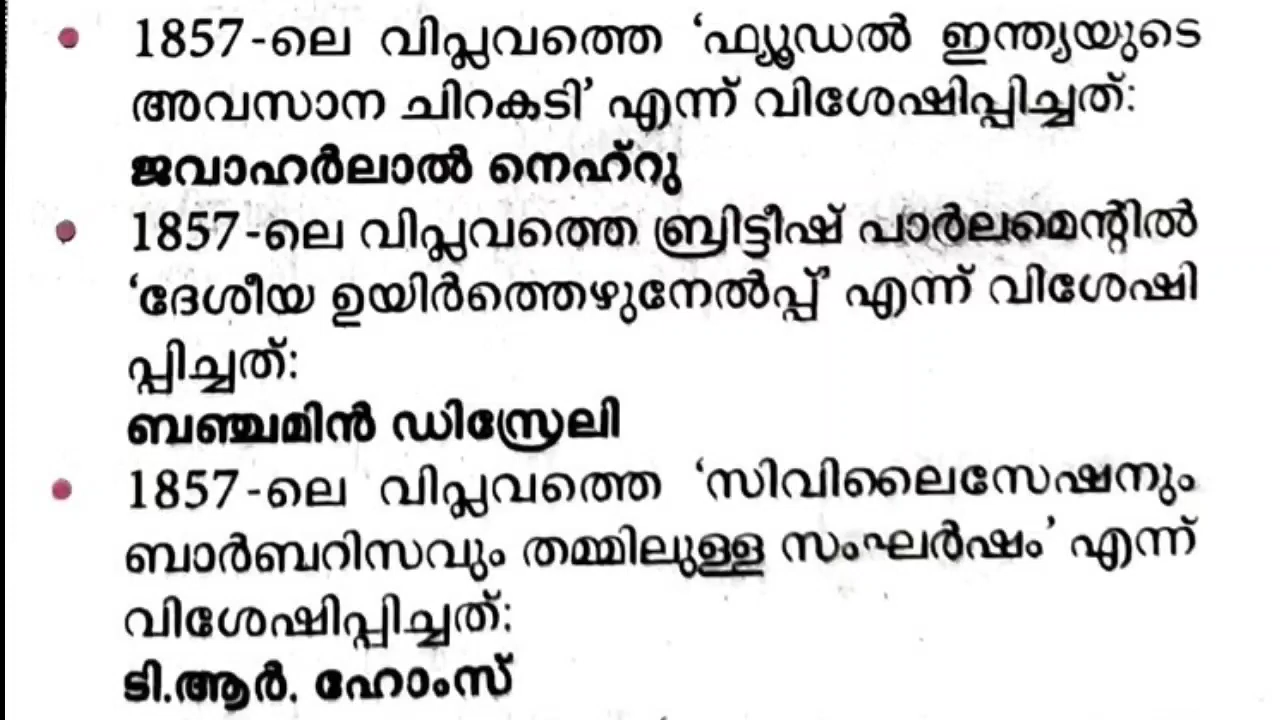 • 1857-ലെ വിപ്ലവത്തെ ‘ഫ്യൂഡൽ ഇന്ത്യയുടെ
അവസാന ചിറകടി’ എന്ന് വിശേഷിപ്പിച്ചത്:
ജവാഹർലാൽ നെഹ്റു
• 1857-ലെ വിപ്ലവത്തെ ബ്രിട്ടീഷ് പാർലമെന്റിൽ
‘ദേശീയ ഉയിർത്തെഴുനേൽപ്പ്’ എന്ന് വിശേഷി
പ്പിച്ചത്:
ബഞ്ചമിൻ ഡിസ്രേലി
• 1857-ലെ വിപ്ലവത്തെ ‘സിവിലൈസേഷനും
ബാർബറിസവും തമ്മിലുള്ള സംഘർഷം’ എന്ന്
വിശേഷിപ്പിച്ചത്:
ടി.ആർ. ഹോംസ്